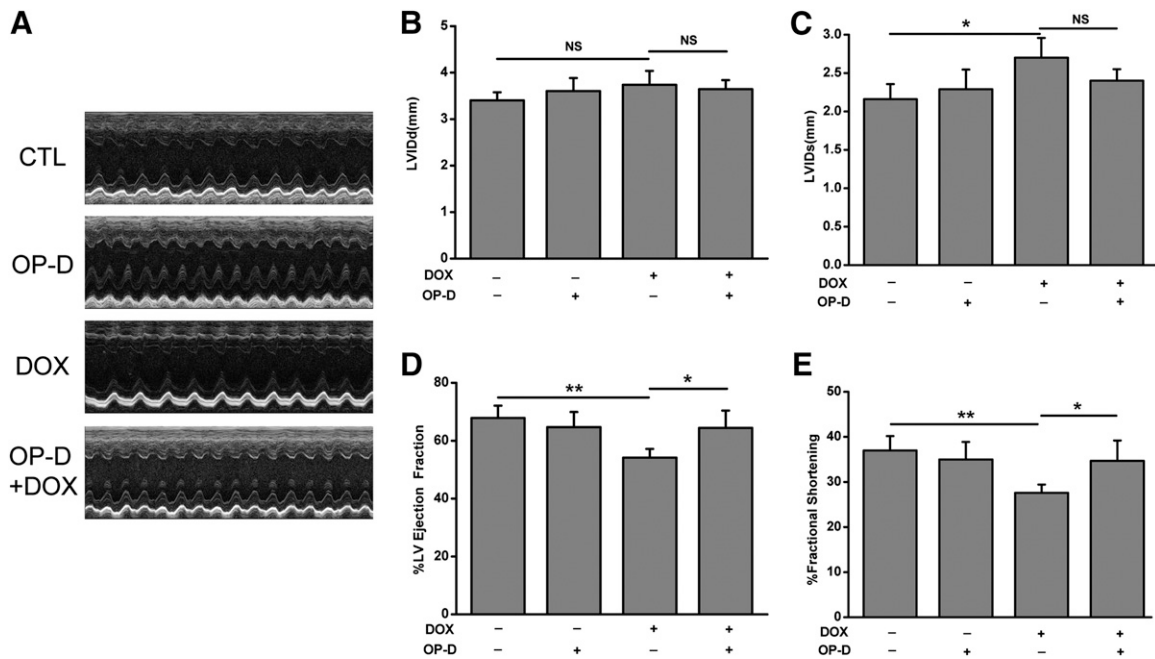 A
CTL
OP-D
DOX
OP-D
+DOX
B
LVIDd(mm)
5
4
3
2
1
0
NS
NS
DOX – – + +
OP-D – + – +
C
LVIDs(mm)
3.0
2.5
2.0
1.5
1.0
0.5
0.0
*
NS
DOX – – + +
OP-D – + – +
D
%LV Ejection Fraction
80
60
40
20
0
**
*
DOX – – + +
OP-D – + – +
E
%Fractional Shortening
50
40
30
20
10
0
**
*
DOX – – + +
OP-D – + – +